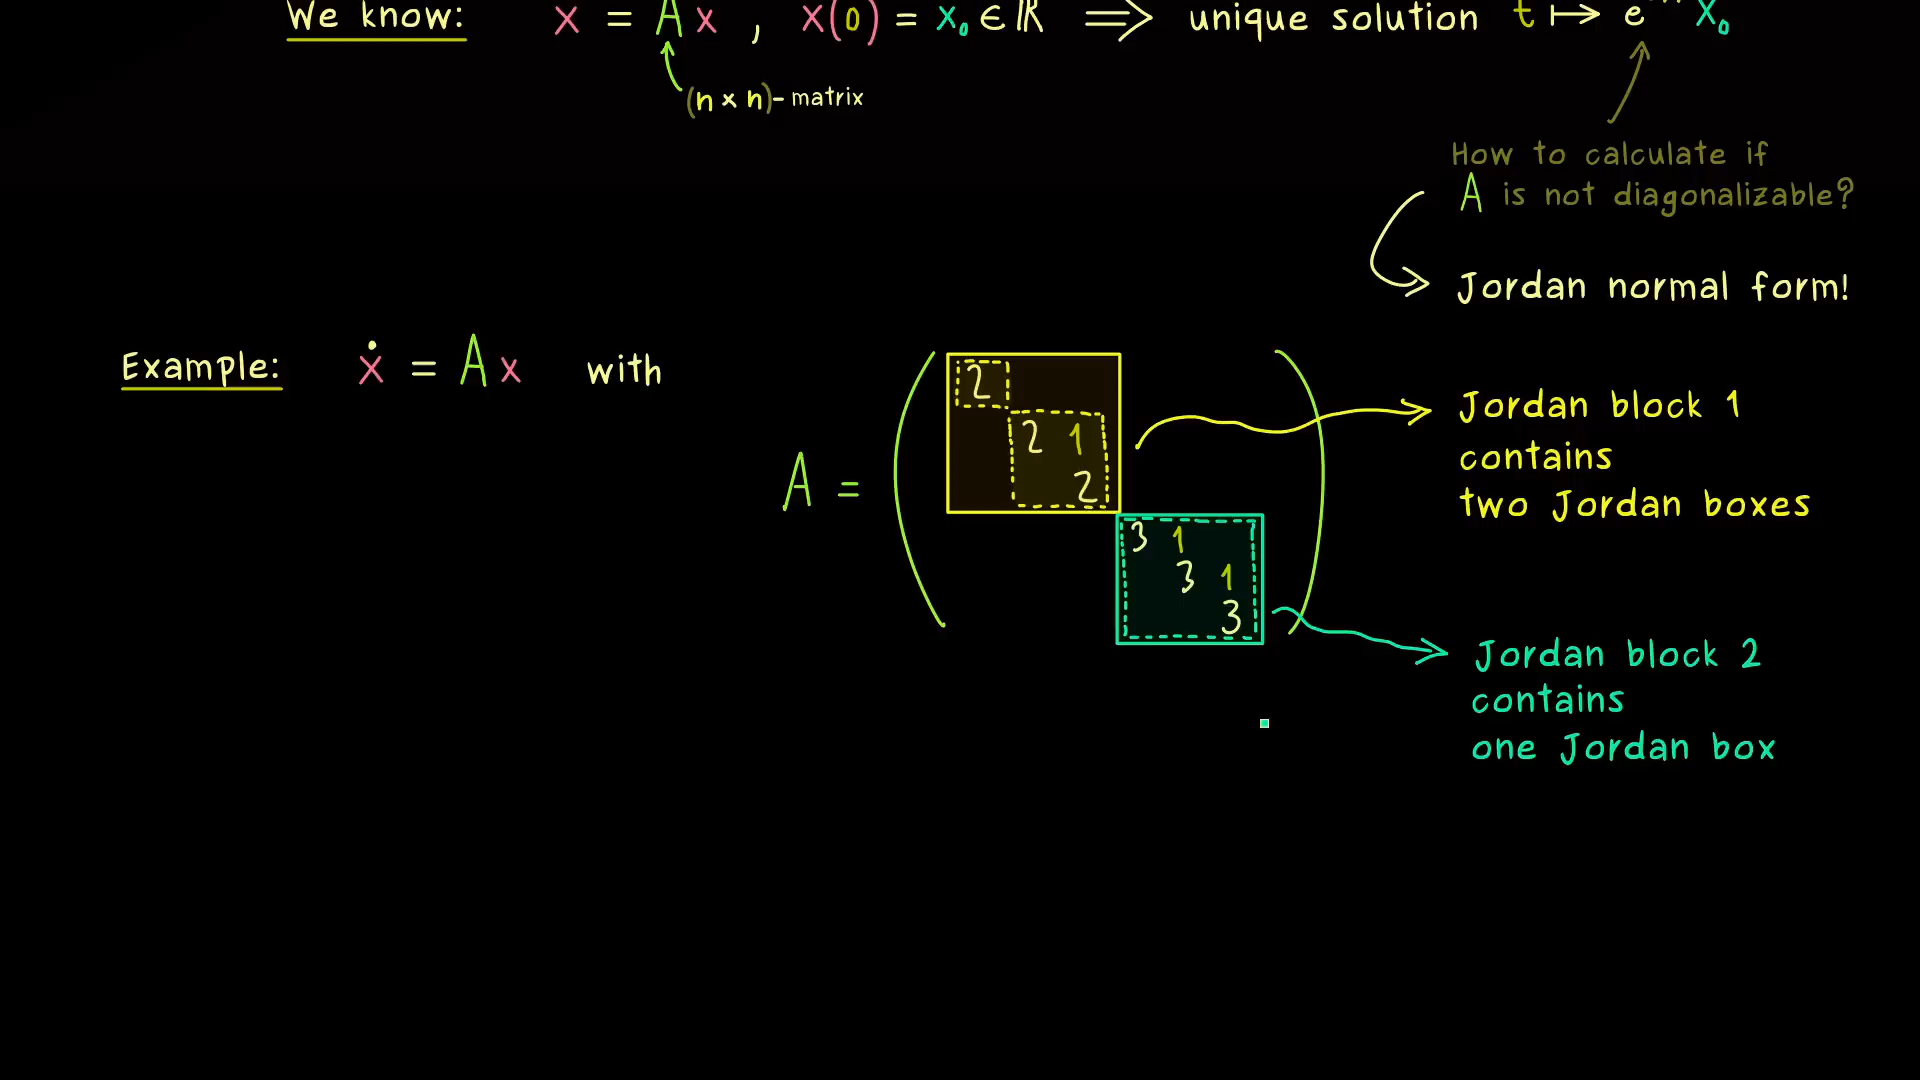 We know: x = A x , x(0) = x₀ ∈ ℝ ⟹ unique solution t ↦ e x₀
(n × n)- matrix
How to calculate if
A is not diagonalizable?
Jordan normal form!
Example: ẋ = A x with
2
2 1
2
A =
3 1
3 1
3
Jordan block 1
contains
two Jordan boxes
Jordan block 2
contains
one Jordan box